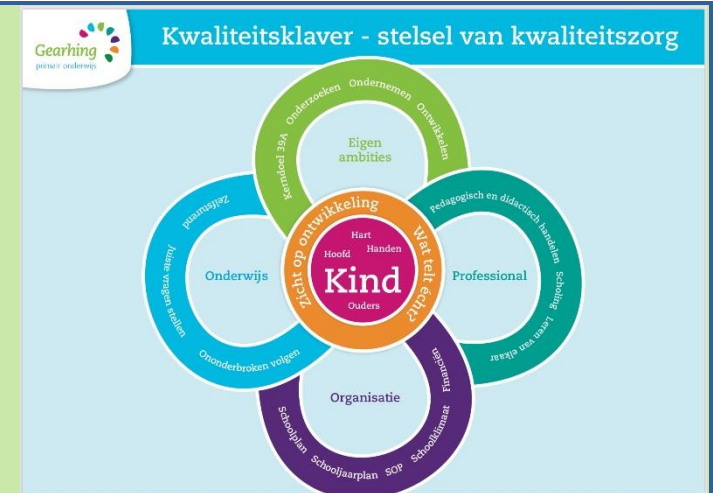 Gearhing
primair onderwijs
Kwaliteitsklaver - stelsel van kwaliteitszorg
Kerndoel 39A Onderzoeken Ondernemen Ontwikkelen
Eigen
ambities
Zelfsturend
Juiste vragen stellen
Ononderbroken volgen
Onderwijs
Zicht op ontwikkeling
Wat telt écht?
Hart
Hoofd
Handen
Kind
Ouders
Pedagogisch en didactisch handelen
Scholing
Leren van elkaar
Professional
Organisatie
Schoolplan
Schooljaarplan
SOP
Schoolklimaat
Financiën